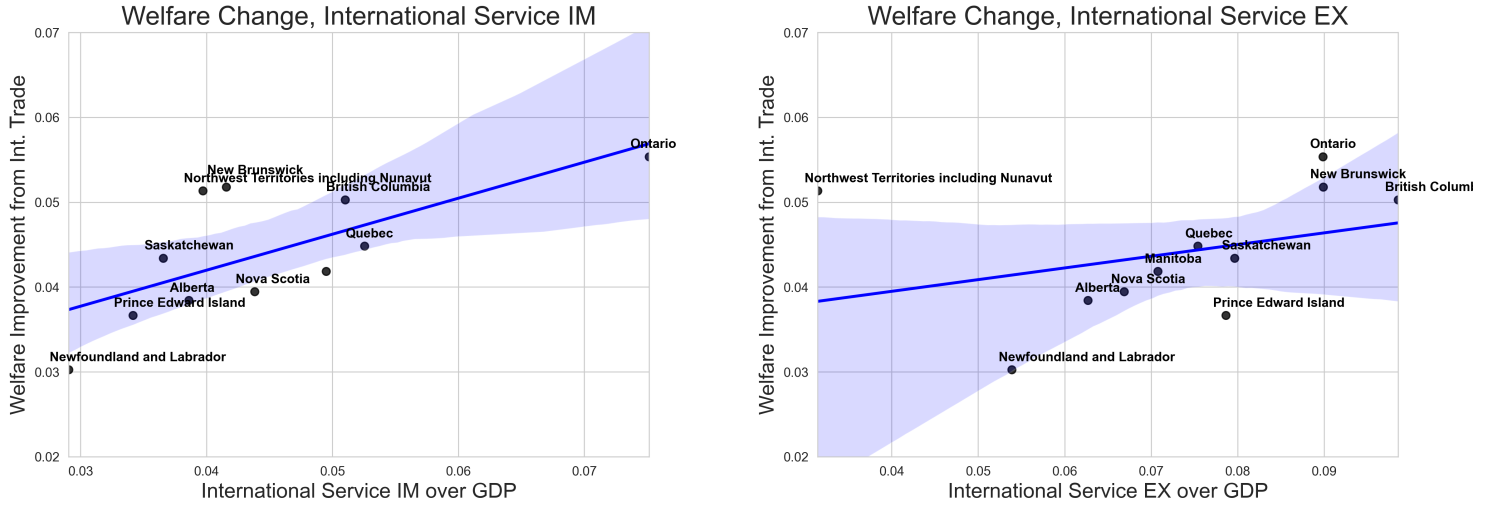 Welfare Change, International Service IM
Welfare Improvement from Int. Trade
0.07
0.06
0.05
0.04
0.03
0.02
Ontario
New Brunswick
Northwest Territories including Nunavut
British Columbia
Quebec
Saskatchewan
Nova Scotia
Alberta
Prince Edward Island
Newfoundland and Labrador
0.03 0.04 0.05 0.06 0.07
International Service IM over GDP
Welfare Change, International Service EX
Welfare Improvement from Int. Trade
0.07
0.06
0.05
0.04
0.03
0.02
Ontario
Northwest Territories including Nunavut
New Brunswick
British Columl
Quebec
Saskatchewan
Manitoba
Nova Scotia
Alberta
Prince Edward Island
Newfoundland and Labrador
0.04 0.05 0.06 0.07 0.08 0.09
International Service EX over GDP